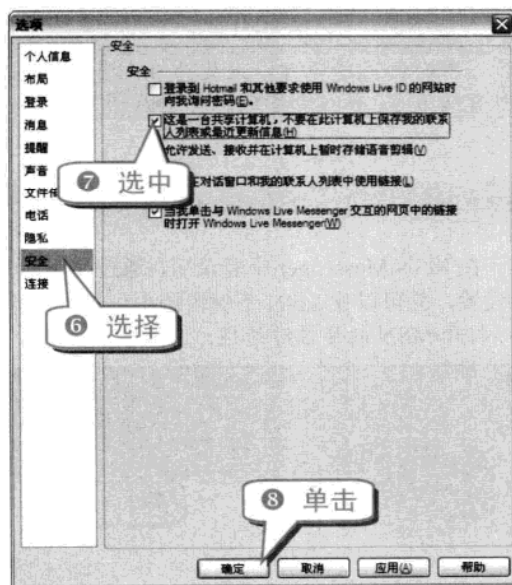 选项
个人信息
布局
登录
消息
提醒
声音
文件传
电话
隐私
安全
连接
安全
安全
登录到 Hotmail 和其他要求使用 Windows Live ID 的网站时
向我询问密码(E)。
这是一台共享计算机,不要在此计算机上保存我的联系
人列表或最近更新信息(H)
允许发送、接收并在计算机上暂时存储语音剪辑(V)
在对话窗口和我的联系人列表中使用链接(L)
当我单击与 Windows Live Messenger 交互的网页中的链接
时打开 Windows Live Messenger(W)
❼ 选中
❻ 选择
❽ 单击
确定
取消
应用(A)
帮助